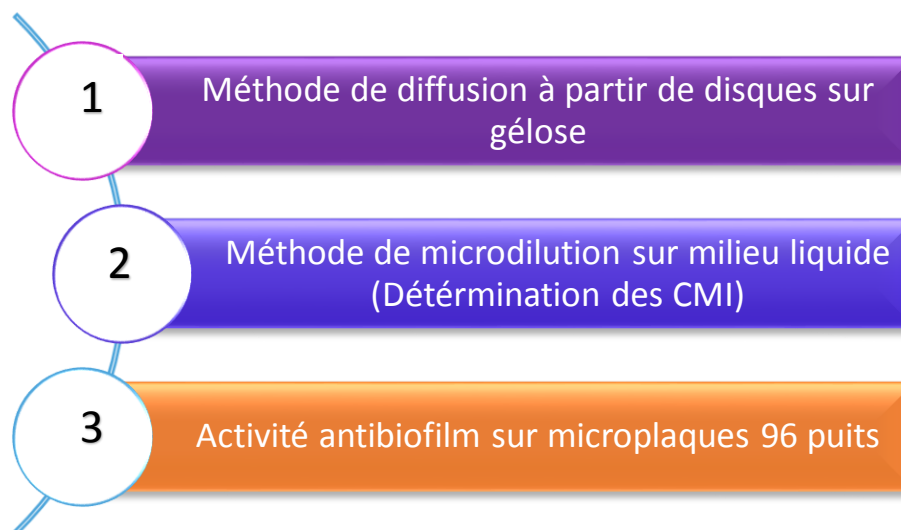 1
Méthode de diffusion à partir de disques sur
gélose
2
Méthode de microdilution sur milieu liquide
(Détérmination des CMI)
3
Activité antibiofilm sur microplaques 96 puits